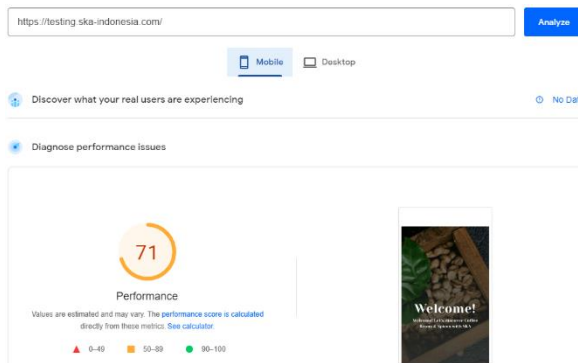 https://testing.ska-indonesia.com/
Analyze
Mobile
Desktop
Discover what your real users are experiencing
No Dat
Diagnose performance issues
71
Performance
Values are estimated and may vary. The performance score is calculated
directly from these metrics. See calculator.
0–49
50–89
90–100
Welcome!